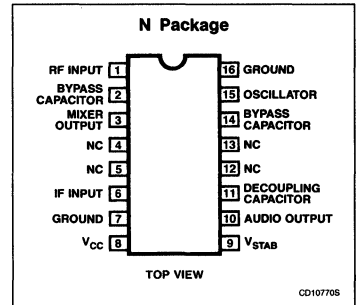 N Package
RF INPUT 1
BYPASS
CAPACITOR 2
MIXER
OUTPUT 3
NC 4
NC 5
IF INPUT 6
GROUND 7
VCC 8
16 GROUND
15 OSCILLATOR
14 BYPASS
CAPACITOR
13 NC
12 NC
11 DECOUPLING
CAPACITOR
10 AUDIO OUTPUT
9 VSTAB
TOP VIEW
CD10770S